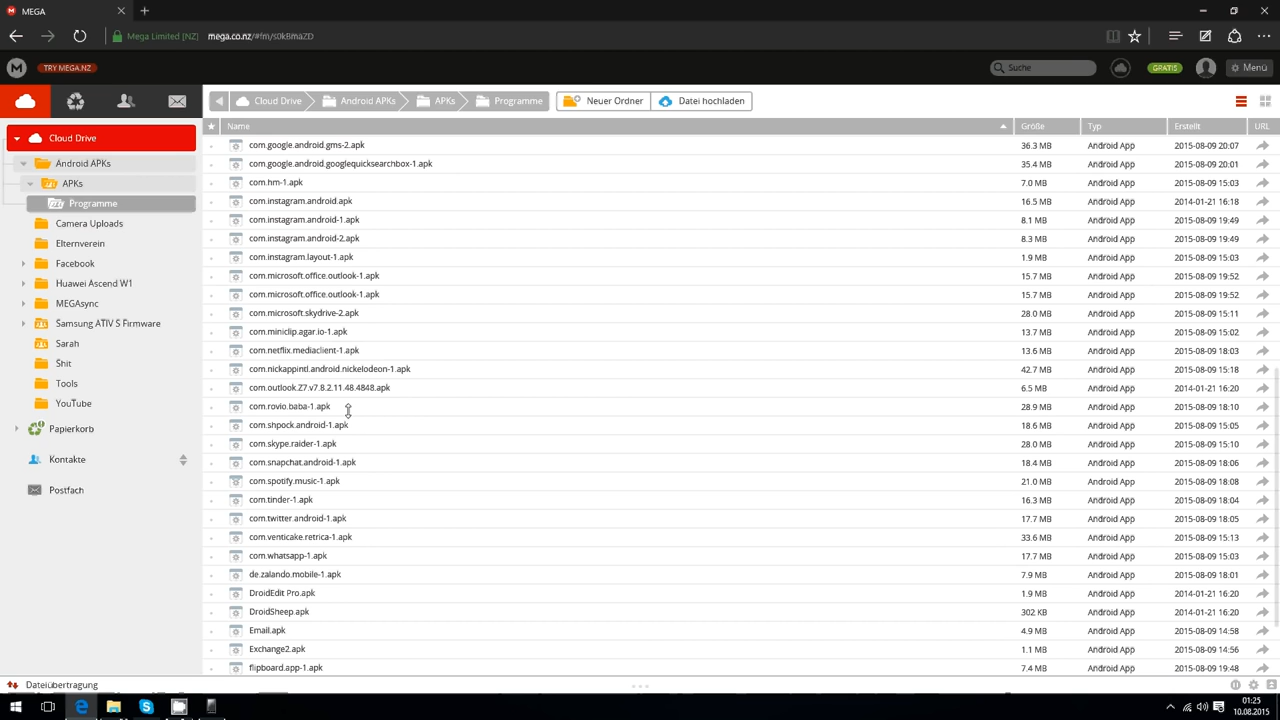 MEGA
Mega Limited [NZ] mega.co.nz/#fm/s0kBmaZD
TRY MEGA.NZ
Suche
GRATIS
Menü
Cloud Drive Android APKs APKs Programme Neuer Ordner Datei hochladen
Cloud Drive
Android APKs
APKs
Programme
Camera Uploads
Elternverein
Facebook
Huawei Ascend W1
MEGAsync
Samsung ATIV S Firmware
Sarah
Shit
Tools
YouTube
Papierkorb
Kontakte
Postfach
Name Größe Typ Erstellt URL
com.google.android.gms-2.apk 36.3 MB Android App 2015-08-09 20:07
com.google.android.googlequicksearchbox-1.apk 35.4 MB Android App 2015-08-09 20:01
com.hm-1.apk 7.0 MB Android App 2015-08-09 15:03
com.instagram.android.apk 16.5 MB Android App 2014-01-21 16:18
com.instagram.android-1.apk 8.1 MB Android App 2015-08-09 19:49
com.instagram.android-2.apk 8.3 MB Android App 2015-08-09 19:49
com.instagram.layout-1.apk 1.9 MB Android App 2015-08-09 15:03
com.microsoft.office.outlook-1.apk 15.7 MB Android App 2015-08-09 19:52
com.microsoft.office.outlook-1.apk 15.7 MB Android App 2015-08-09 19:52
com.microsoft.skydrive-2.apk 28.0 MB Android App 2015-08-09 15:11
com.miniclip.agar.io-1.apk 13.7 MB Android App 2015-08-09 15:02
com.netflix.mediaclient-1.apk 13.6 MB Android App 2015-08-09 18:03
com.nickappintl.android.nickelodeon-1.apk 42.7 MB Android App 2015-08-09 15:18
com.outlook.Z7.v7.8.2.11.48.4848.apk 6.5 MB Android App 2014-01-21 16:20
com.rovio.baba-1.apk 28.9 MB Android App 2015-08-09 18:10
com.shpock.android-1.apk 18.6 MB Android App 2015-08-09 15:05
com.skype.raider-1.apk 28.0 MB Android App 2015-08-09 15:10
com.snapchat.android-1.apk 18.4 MB Android App 2015-08-09 18:06
com.spotify.music-1.apk 21.0 MB Android App 2015-08-09 18:08
com.tinder-1.apk 16.3 MB Android App 2015-08-09 18:04
com.twitter.android-1.apk 17.7 MB Android App 2015-08-09 18:05
com.venticake.retrica-1.apk 33.6 MB Android App 2015-08-09 15:13
com.whatsapp-1.apk 17.7 MB Android App 2015-08-09 15:03
de.zalando.mobile-1.apk 7.9 MB Android App 2015-08-09 18:01
DroidEdit Pro.apk 1.9 MB Android App 2014-01-21 16:20
DroidSheep.apk 302 KB Android App 2014-01-21 16:20
Email.apk 4.9 MB Android App 2015-08-09 14:58
Exchange2.apk 1.1 MB Android App 2015-08-09 14:56
flipboard.app-1.apk 7.4 MB Android App 2015-08-09 19:48
Dateiübertragung
01:25
10.08.2015